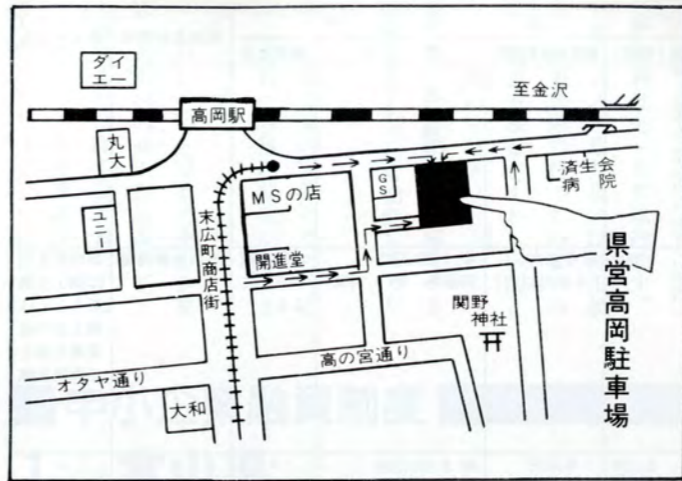 ダイ
エー
高岡駅
至金沢
丸大
ユニー
末広町商店街
MSの店
開進堂
GS
済生会
病院
県営高岡駐車場
関野
神社
高の宮通り
オタヤ通り
大和